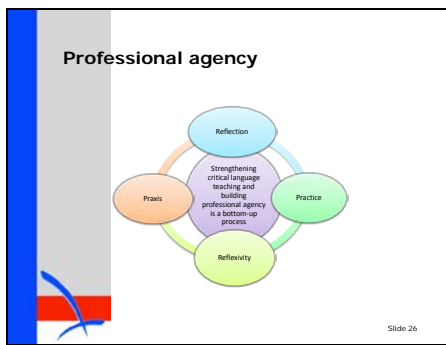 Professional agency
Reflection
Strengthening
critical language
teaching and
building
professional agency
is a bottom-up
process
Praxis
Practice
Reflexivity
Slide 26